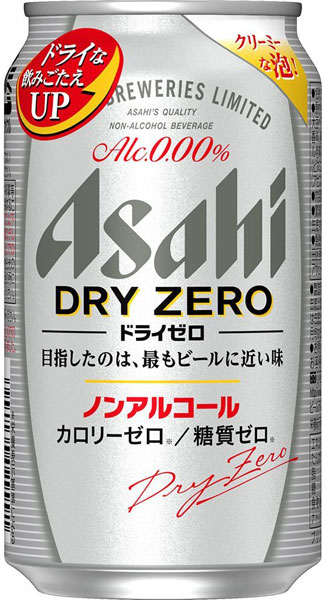 ドライな
飲みごたえ
UP
クリーミー
な泡!
BREWERIES LIMITED
ASAHI'S QUALITY
NON-ALCOHOL BEVERAGE
Alc.0.00%
Asahi
DRY ZERO
ドライゼロ
目指したのは、最もビールに近い味
ノンアルコール
カロリーゼロ※/糖質ゼロ※
Dry Zero